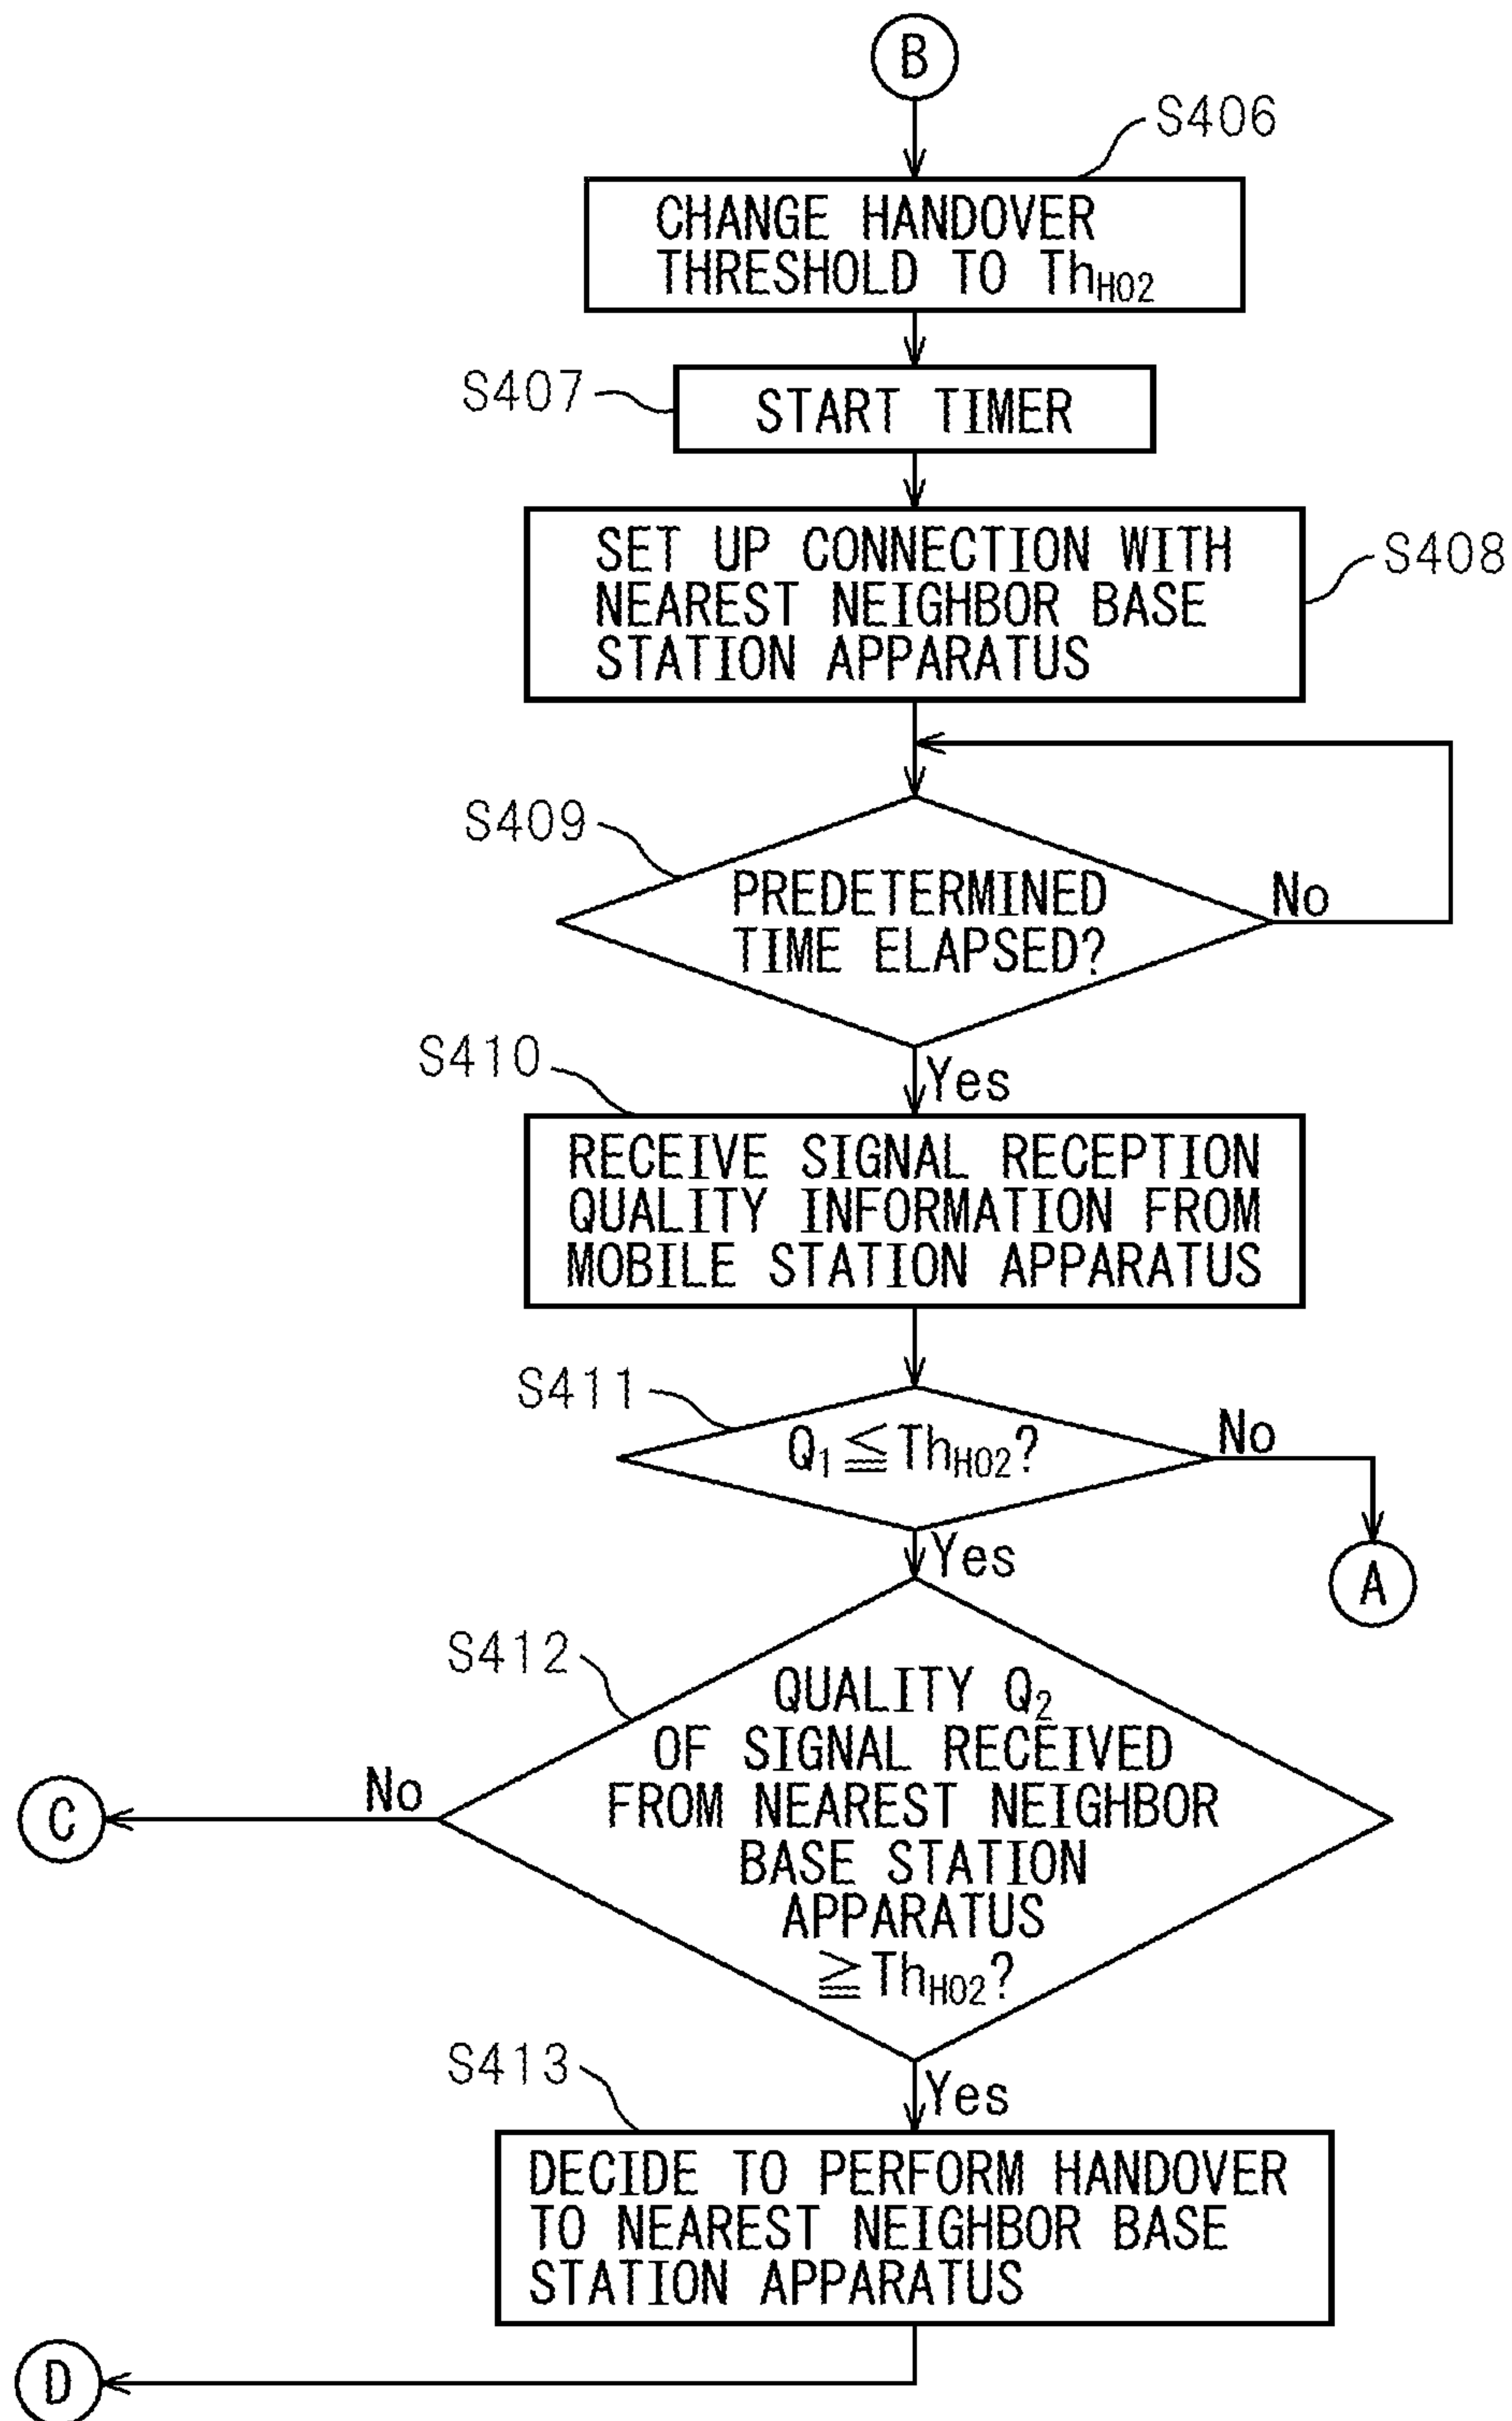 B
S406
CHANGE HANDOVER
THRESHOLD TO ThHO2
S407
START TIMER
SET UP CONNECTION WITH
NEAREST NEIGHBOR BASE
STATION APPARATUS
S408
S409
PREDETERMINED
TIME ELAPSED?
No
Yes
S410
RECEIVE SIGNAL RECEPTION
QUALITY INFORMATION FROM
MOBILE STATION APPARATUS
S411
Q1≦ThHO2?
No
A
Yes
S412
QUALITY Q2
OF SIGNAL RECEIVED
FROM NEAREST NEIGHBOR
BASE STATION
APPARATUS
≧ThHO2?
No
C
Yes
S413
DECIDE TO PERFORM HANDOVER
TO NEAREST NEIGHBOR BASE
STATION APPARATUS
D